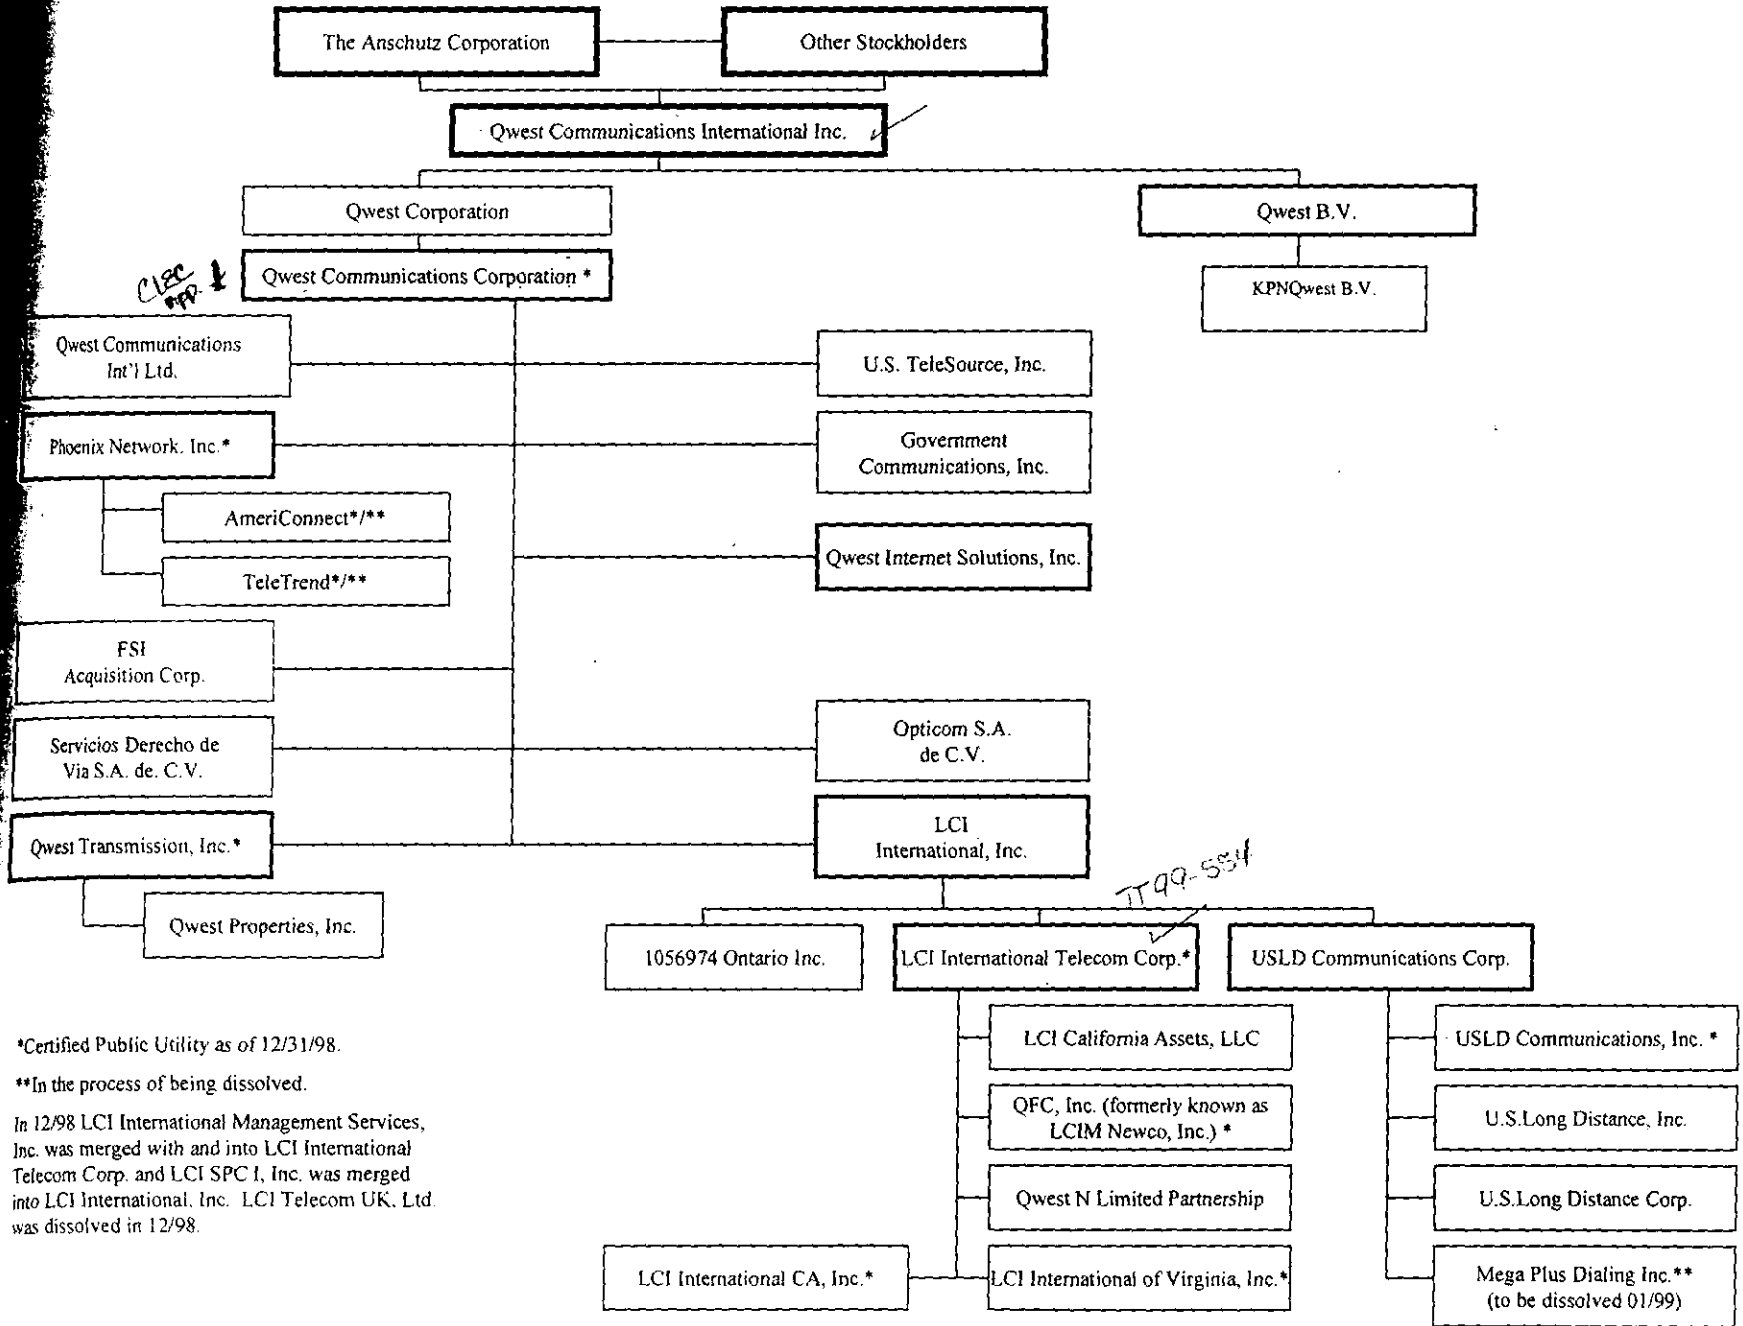 The Anschutz Corporation
Other Stockholders
Qwest Communications International Inc.
Qwest Corporation
Qwest B.V.
Qwest Communications Corporation *
KPNQwest B.V.
CLEC
app.
Qwest Communications
Int'l Ltd.
U.S. TeleSource, Inc.
Phoenix Network, Inc.*
Government
Communications, Inc.
AmeriConnect*/**
Qwest Internet Solutions, Inc.
TeleTrend*/**
FSI
Acquisition Corp.
Servicios Derecho de
Via S.A. de. C.V.
Opticom S.A.
de C.V.
Qwest Transmission, Inc.*
LCI
International, Inc.
TT99-554
Qwest Properties, Inc.
1056974 Ontario Inc.
LCI International Telecom Corp.*
USLD Communications Corp.
LCI California Assets, LLC
USLD Communications, Inc. *
QFC, Inc. (formerly known as
LCIM Newco, Inc.) *
U.S.Long Distance, Inc.
Qwest N Limited Partnership
U.S.Long Distance Corp.
LCI International CA, Inc.*
LCI International of Virginia, Inc.*
Mega Plus Dialing Inc.**
(to be dissolved 01/99)
*Certified Public Utility as of 12/31/98.
**In the process of being dissolved.
In 12/98 LCI International Management Services,
Inc. was merged with and into LCI International
Telecom Corp. and LCI SPC I, Inc. was merged
into LCI International, Inc. LCI Telecom UK, Ltd.
was dissolved in 12/98.